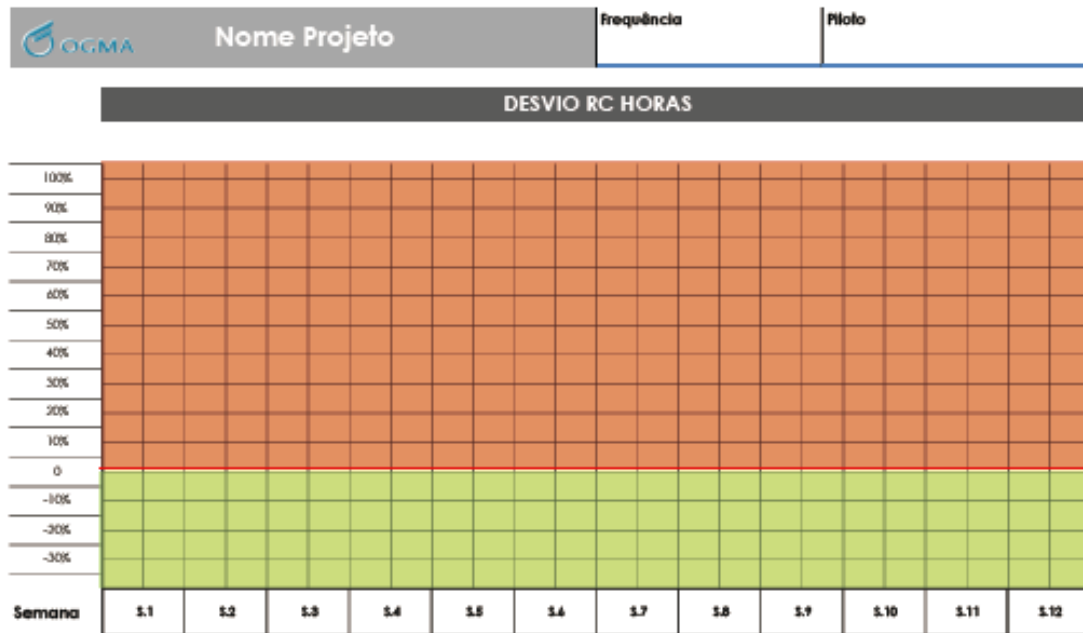 OGMA
Nome Projeto
Frequência
Piloto
DESVIO RC HORAS
100%
90%
80%
70%
60%
50%
40%
30%
20%
10%
0
-10%
-20%
-30%
Semana S.1 S.2 S.3 S.4 S.5 S.6 S.7 S.8 S.9 S.10 S.11 S.12